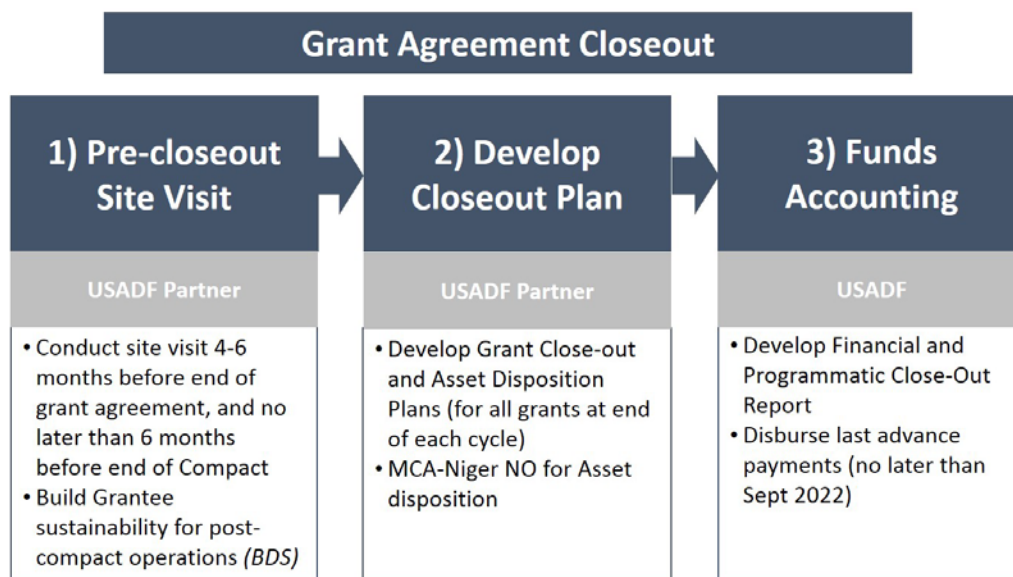 Grant Agreement Closeout
1) Pre-closeout
Site Visit
USADF Partner
• Conduct site visit 4-6
months before end of
grant agreement, and no
later than 6 months
before end of Compact
• Build Grantee
sustainability for post-
compact operations (BDS)
2) Develop
Closeout Plan
USADF Partner
• Develop Grant Close-out
and Asset Disposition
Plans (for all grants at end
of each cycle)
• MCA-Niger NO for Asset
disposition
3) Funds
Accounting
USADF
• Develop Financial and
Programmatic Close-Out
Report
• Disburse last advance
payments (no later than
Sept 2022)